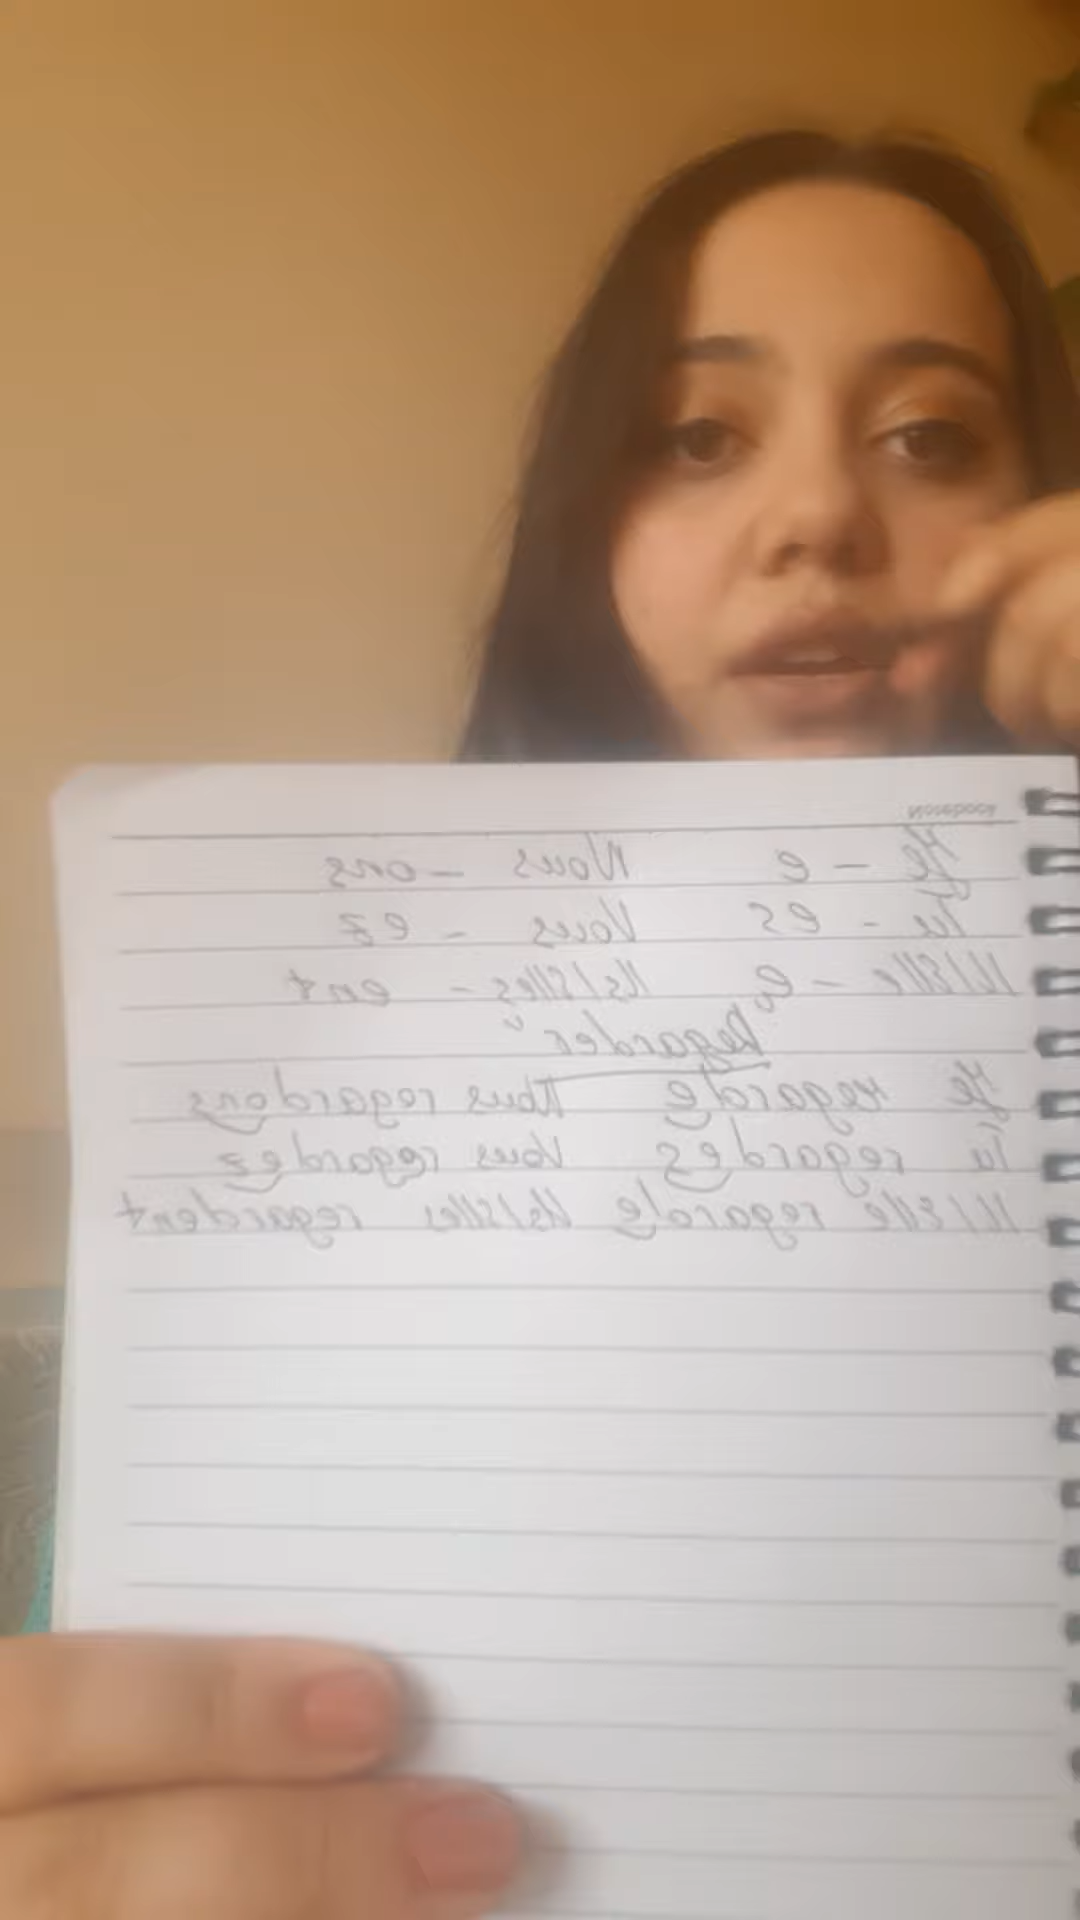 Notebook
Je - e Nous - ons
Tu - es Vous - ez
Il/Elle - e Ils/Elles - ent
Regarder
Je regarde Nous regardons
Tu regardes Vous regardez
Il/Elle regarde Ils/Elles regardent